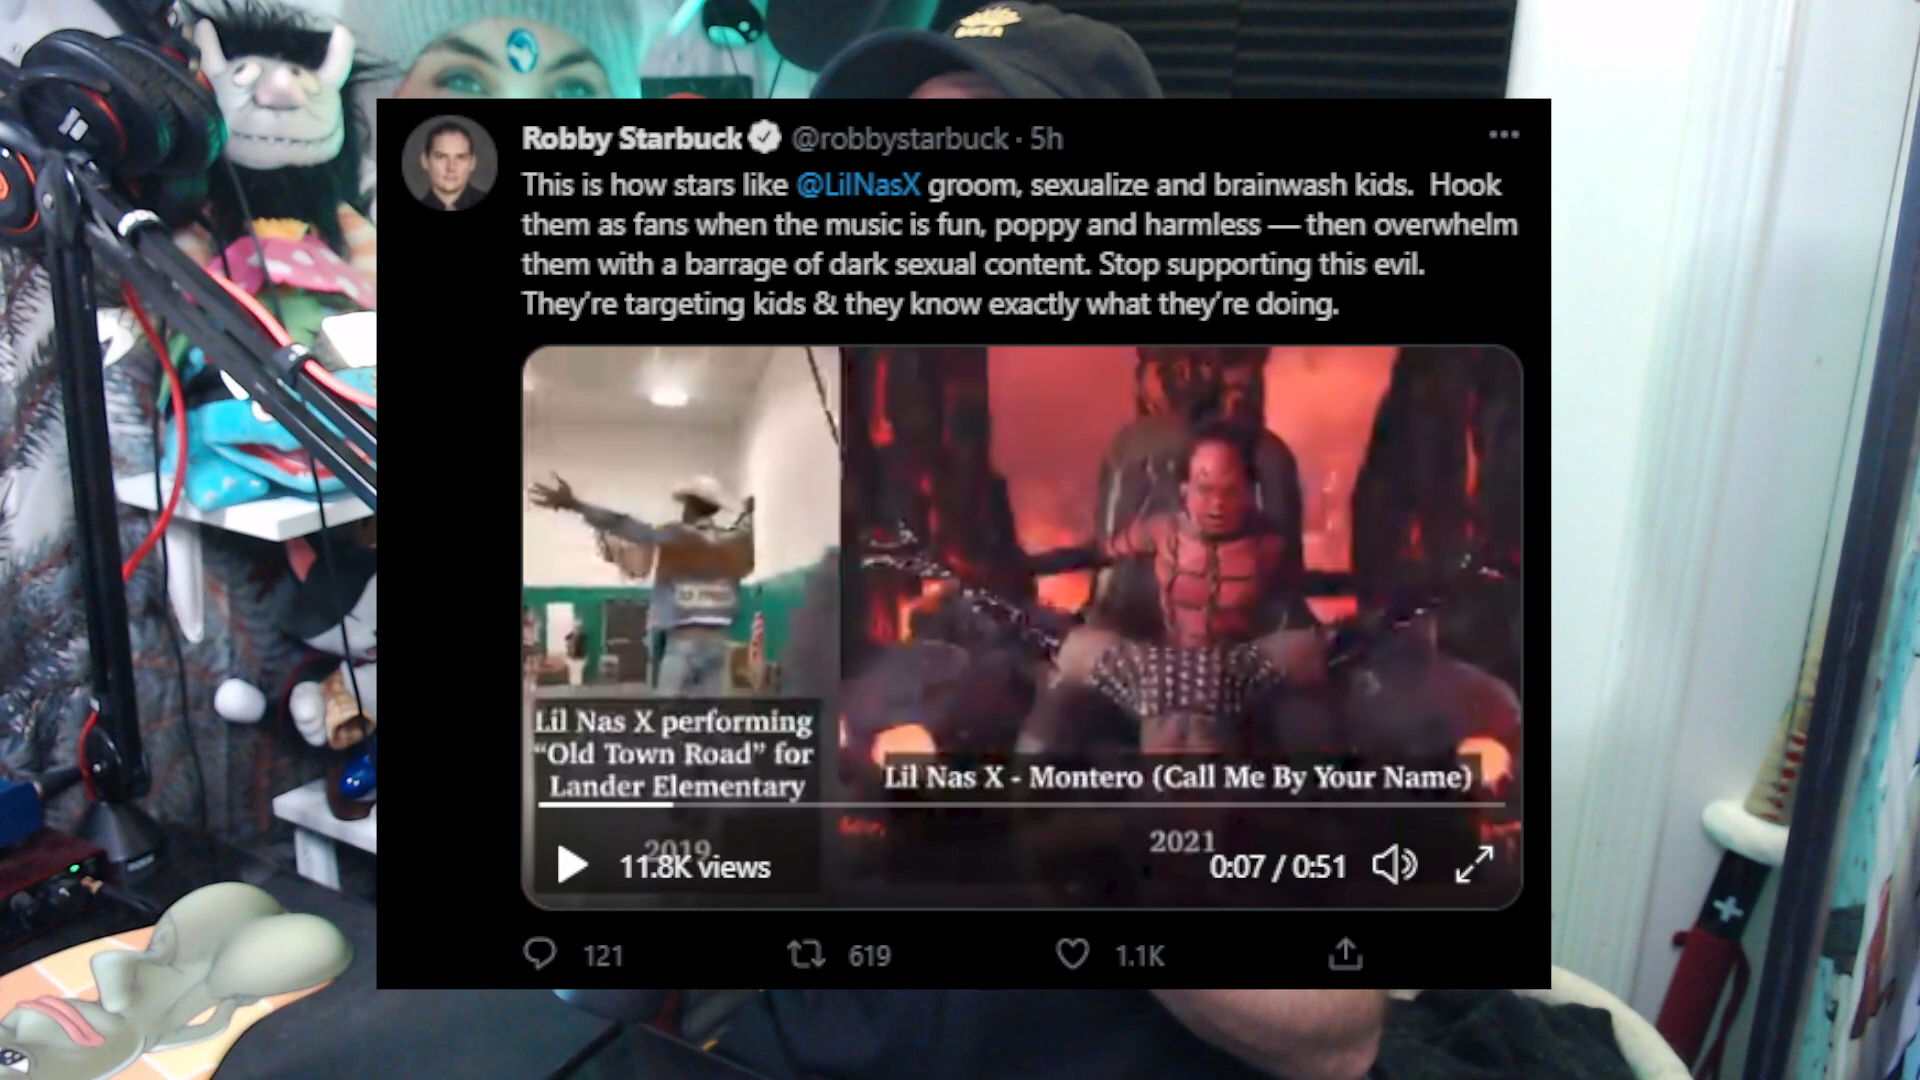 Robby Starbuck @robbystarbuck · 5h
This is how stars like @LilNasX groom, sexualize and brainwash kids. Hook
them as fans when the music is fun, poppy and harmless — then overwhelm
them with a barrage of dark sexual content. Stop supporting this evil.
They're targeting kids & they know exactly what they're doing.
Lil Nas X performing
“Old Town Road” for
Lander Elementary
2019
Lil Nas X - Montero (Call Me By Your Name)
2021
11.8K views
0:07 / 0:51
121
619
1.1K